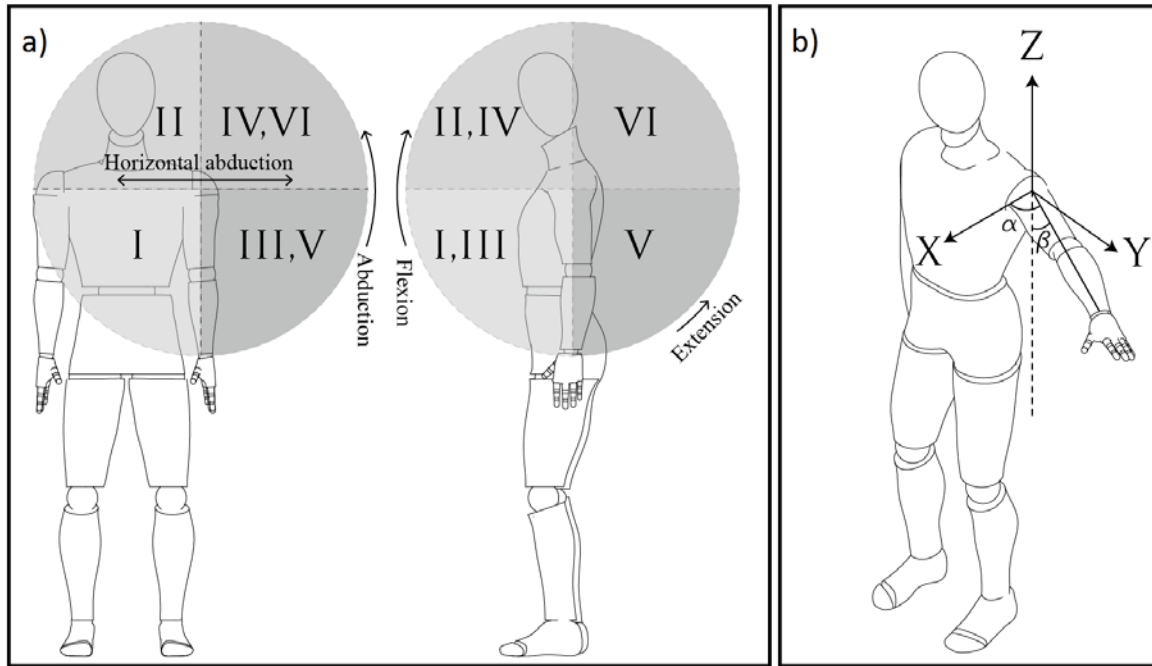 a)
II
IV,VI
Horizontal abduction
I
III,V
Abduction
Flexion
II,IV
VI
I,III
V
Extension
b)
Z
X
α
β
Y